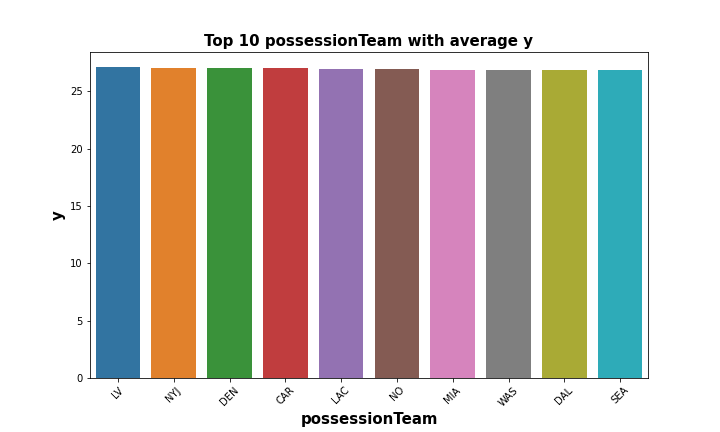 Top 10 possessionTeam with average y
y
25
20
15
10
5
0
LV NYJ DEN CAR LAC NO MIA WAS DAL SEA
possessionTeam